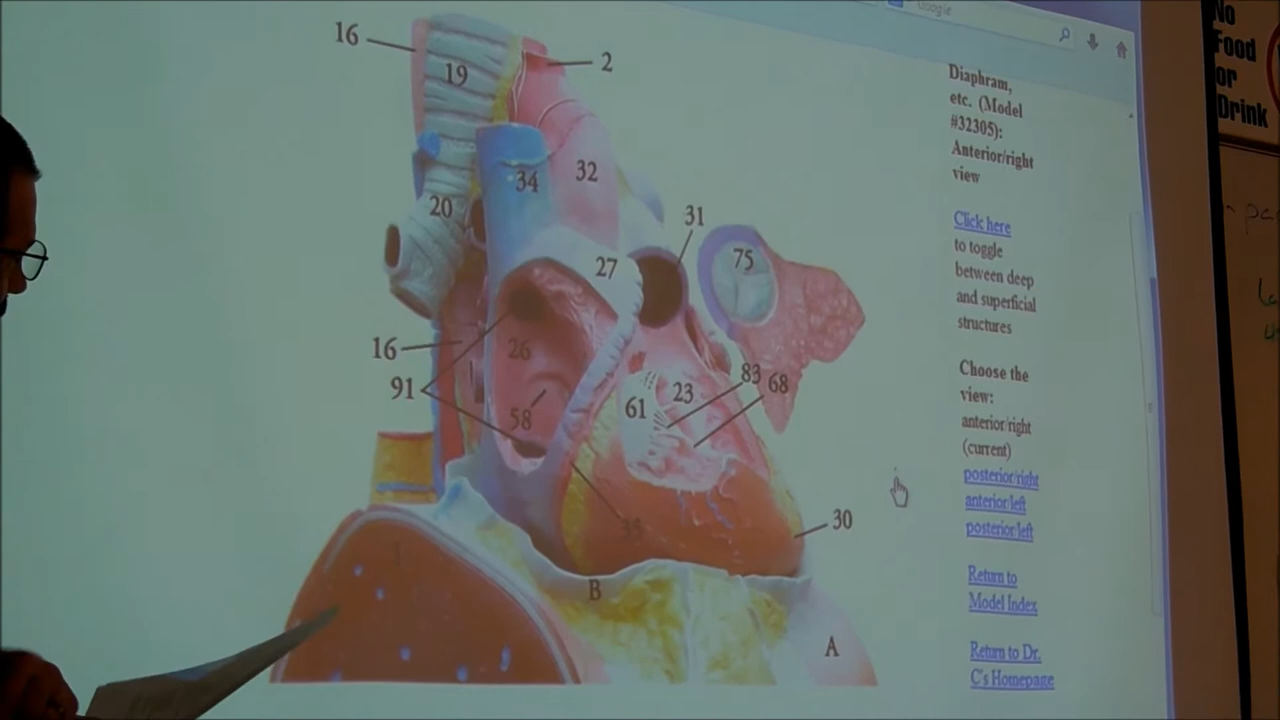 Google
No
Food
or
Drink
16
2
19
34
32
20
31
27
75
16
26
91
83
68
23
61
58
35
30
B
A
Diaphram,
etc. (Model
#32305):
Anterior/right
view
Click here
to toggle
between deep
and superficial
structures
Choose the
view:
anterior/right
(current)
posterior/right
anterior/left
posterior/left
Return to
Model Index
Return to Dr.
C's Homepage